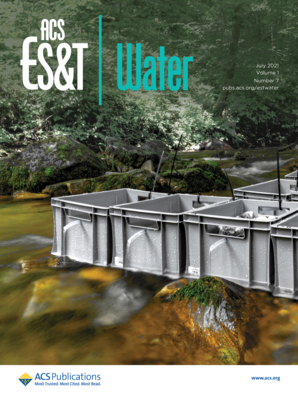 ACS
ES&T
Water
July 2021
Volume 1
Number 7
pubs.acs.org/estwater
ACS Publications
Most Trusted. Most Cited. Most Read.
www.acs.org